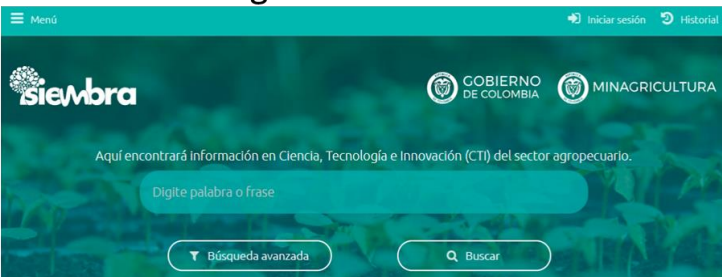 Menú
Iniciar sesión Historial
siembra
GOBIERNO
DE COLOMBIA
MINAGRICULTURA
Aquí encontrará información en Ciencia, Tecnología e Innovación (CTI) del sector agropecuario.
Digite palabra o frase
Búsqueda avanzada
Buscar